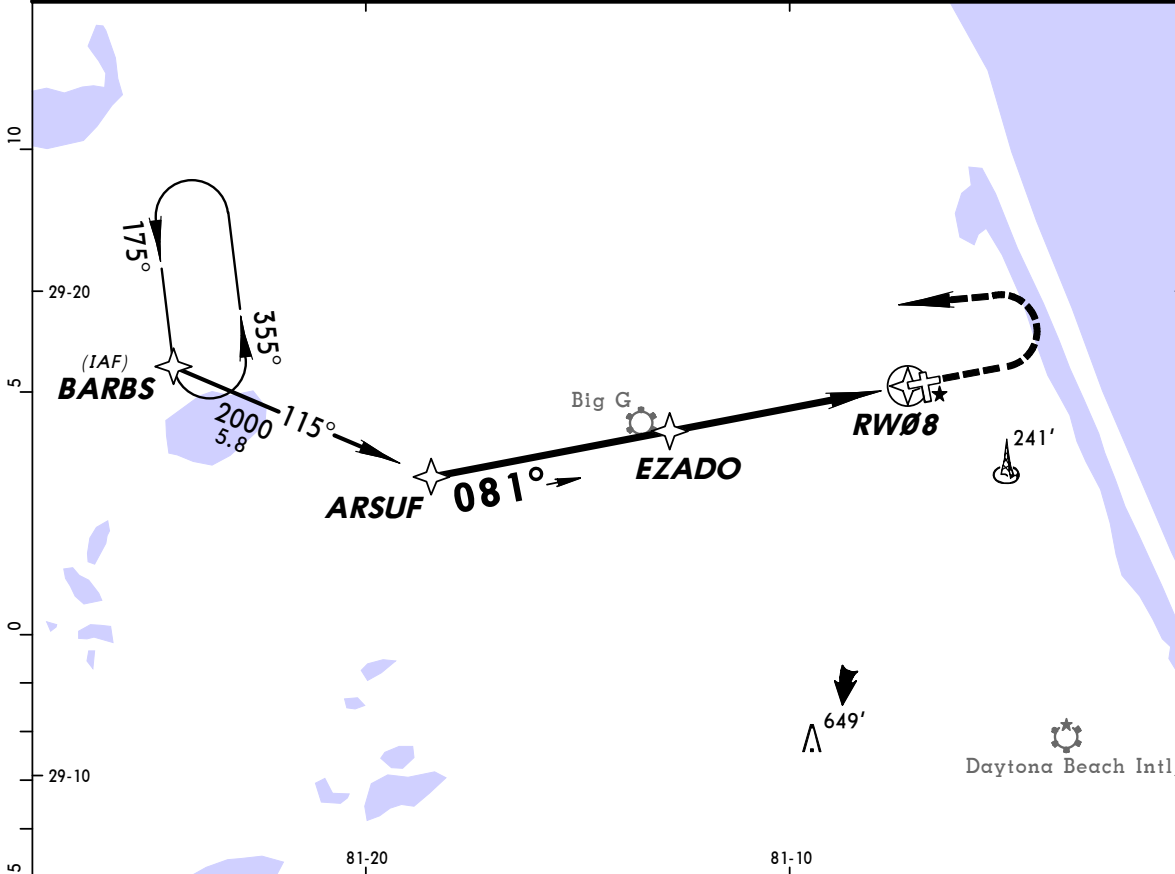 10
175°
29-20
355°
(IAF)
BARBS
5
2000
5.8
115°
Big G
RWØ8
241'
EZADO
ARSUF
081°
0
649'
Daytona Beach Intl
29-10
81-20
81-10
5